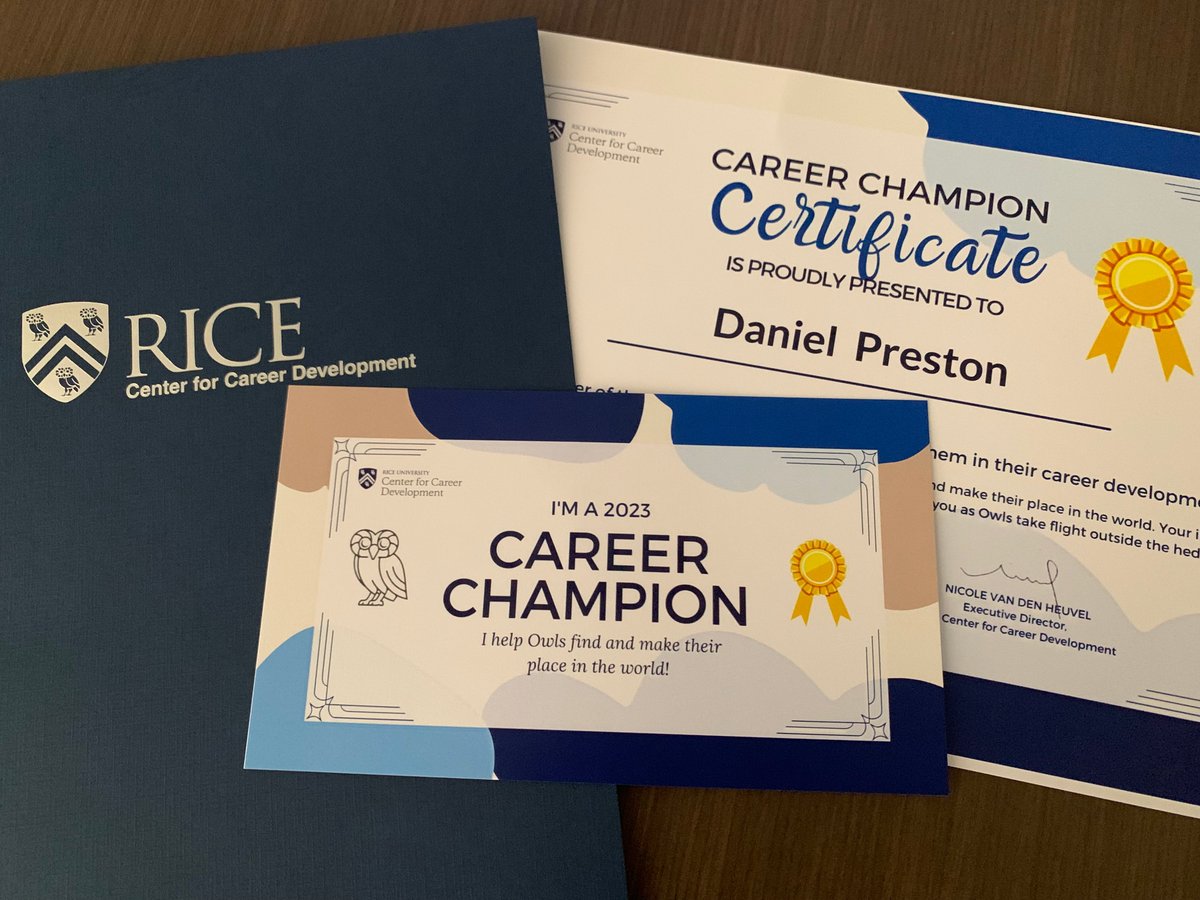 RICE
Center for Career Development
RICE UNIVERSITY
Center for Career
Development
CAREER CHAMPION
Certificate
IS PROUDLY PRESENTED TO
Daniel Preston
of the
in their career
and make their place in the world. Your
you as Owls take flight outside the
NICOLE VAN DEN HEUVEL
Executive Director,
Center for Career Development
RICE UNIVERSITY
Center for Career
Development
I'M A 2023
CAREER
CHAMPION
I help Owls find and make their
place in the world!